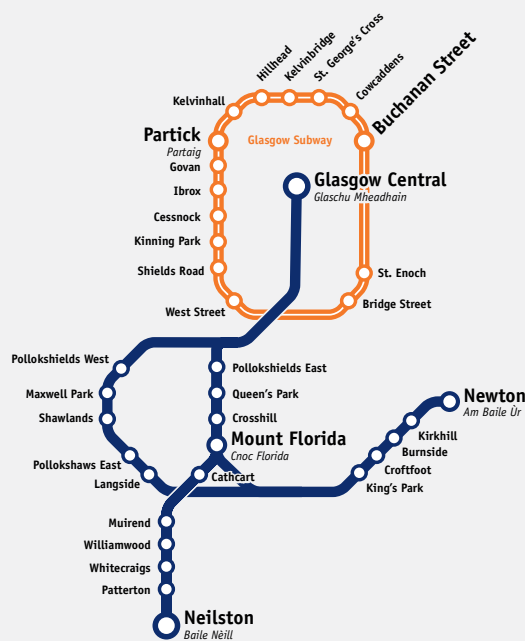 Hillhead
Kelvinbridge
St. George's Cross
Cowcaddens
Buchanan Street
Kelvinhall
Partick
Partaig
Glasgow Subway
Govan
Glasgow Central
Glaschu Mheadhain
Ibrox
Cessnock
Kinning Park
Shields Road
St. Enoch
West Street
Bridge Street
Pollokshields West
Pollokshields East
Maxwell Park
Queen's Park
Shawlands
Crosshill
Newton
Am Baile Ùr
Mount Florida
Cnoc Florida
Kirkhill
Burnside
Croftfoot
King's Park
Pollokshaws East
Langside
Cathcart
Muirend
Williamwood
Whitecraigs
Patterton
Neilston
Baile Nèill